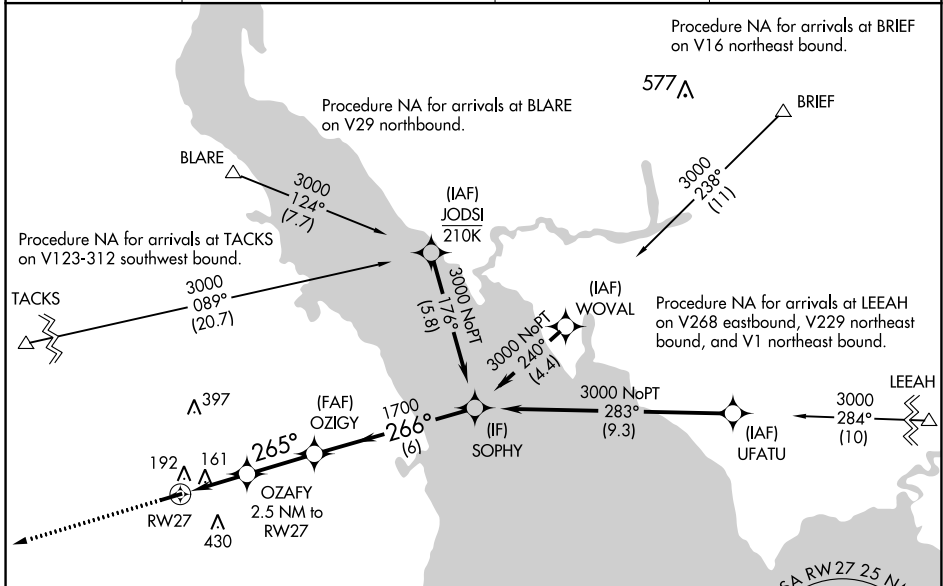 Procedure NA for arrivals at BRIEF
on V16 northeast bound.
577
BRIEF
Procedure NA for arrivals at BLARE
on V29 northbound.
BLARE
3000
124°
(7.7)
3000
238°
(11)
(IAF)
JODSI
210K
Procedure NA for arrivals at TACKS
on V123-312 southwest bound.
3000
089°
(20.7)
TACKS
3000 NoPT
176°
(5.8)
(IAF)
WOVAL
3000 NoPT
240°
(4.4)
Procedure NA for arrivals at LEEAH
on V268 eastbound, V229 northeast
bound, and V1 northeast bound.
LEEAH
3000
284°
(10)
3000 NoPT
283°
(9.3)
(IAF)
UFATU
397
(FAF)
OZIGY
1700
266°
(6)
(IF)
SOPHY
265°
192
161
OZAFY
2.5 NM to
RW27
RW27
430
SA RW27 25 N